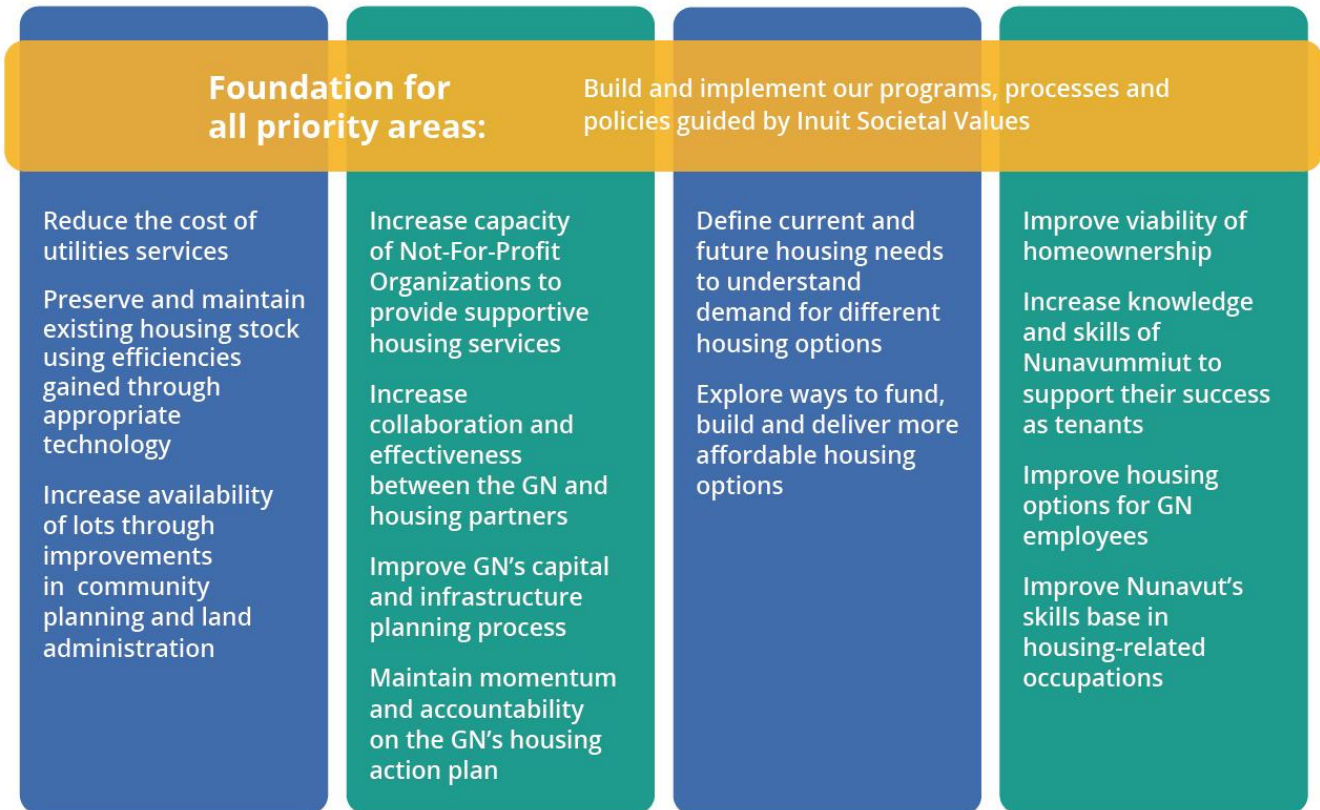 Foundation for
all priority areas:
Build and implement our programs, processes and
policies guided by Inuit Societal Values
Reduce the cost of
utilities services
Preserve and maintain
existing housing stock
using efficiencies
gained through
appropriate
technology
Increase availability
of lots through
improvements
in community
planning and land
administration
Increase capacity
of Not-For-Profit
Organizations to
provide supportive
housing services
Increase
collaboration and
effectiveness
between the GN and
housing partners
Improve GN's capital
and infrastructure
planning process
Maintain momentum
and accountability
on the GN's housing
action plan
Define current and
future housing needs
to understand
demand for different
housing options
Explore ways to fund,
build and deliver more
affordable housing
options
Improve viability of
homeownership
Increase knowledge
and skills of
Nunavummiut to
support their success
as tenants
Improve housing
options for GN
employees
Improve Nunavut's
skills base in
housing-related
occupations